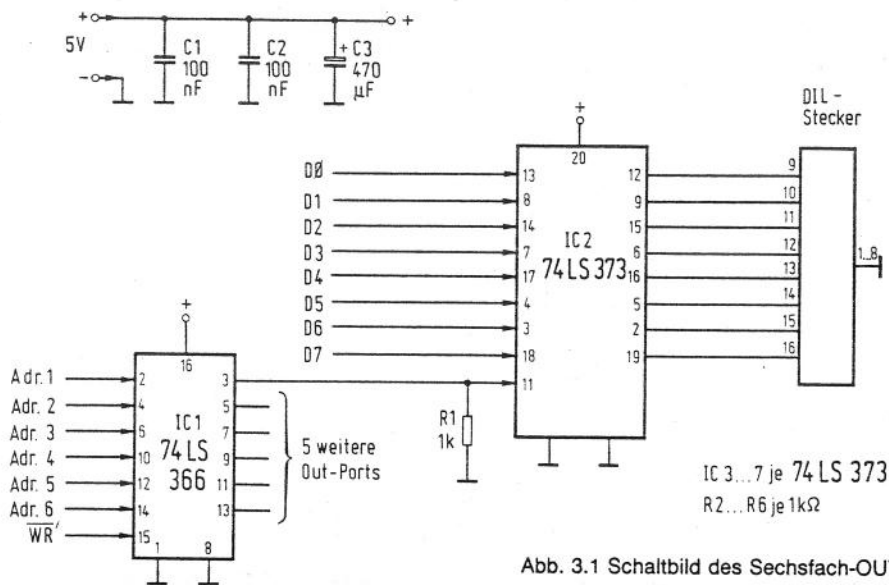 +
+
5V
C1
100
nF
C2
100
nF
+ C3
470
µF
-
DIL-
Stecker
+
20
D0
D1
D2
D3
D4
D5
D6
D7
13
8
14
7
17
4
3
18
11
IC2
74LS373
12
9
15
6
16
5
2
19
9
10
11
12
13
14
15
16
1...8
+
16
Adr.1
Adr.2
Adr.3
Adr.4
Adr.5
Adr.6
WR'
2
4
6
10
12
14
15
IC1
74LS
366
3
5
7
9
11
13
1
8
5 weitere
Out-Ports
R1
1k
IC 3...7 je 74LS 373
R2...R6 je 1kΩ
Abb. 3.1 Schaltbild des Sechsfach-OU